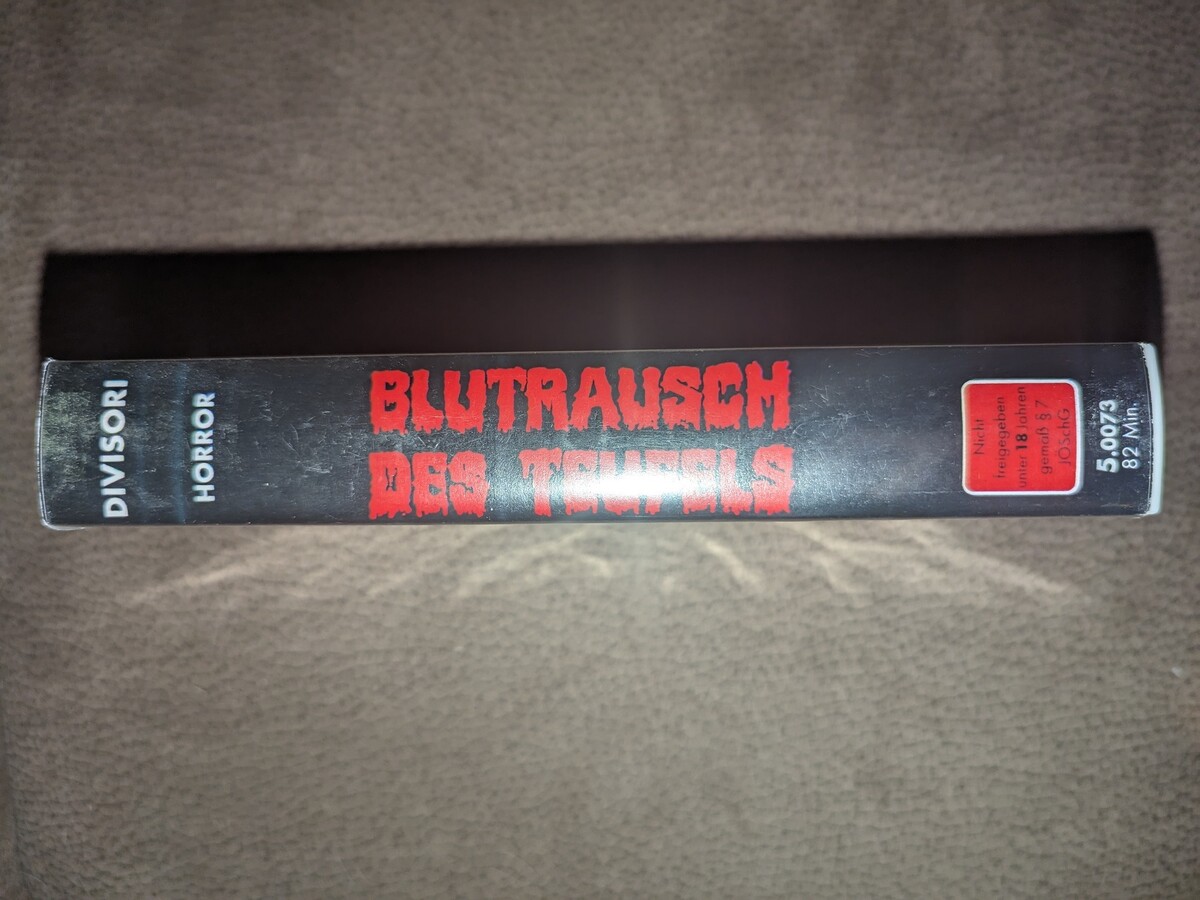 DIVISORI
HORROR
BLUTRAUSCH
DES TEUFELS
Nicht
freigegeben
unter 18 Jahren
gemäß § 7
JÖSchG
5.0073
82 Min.